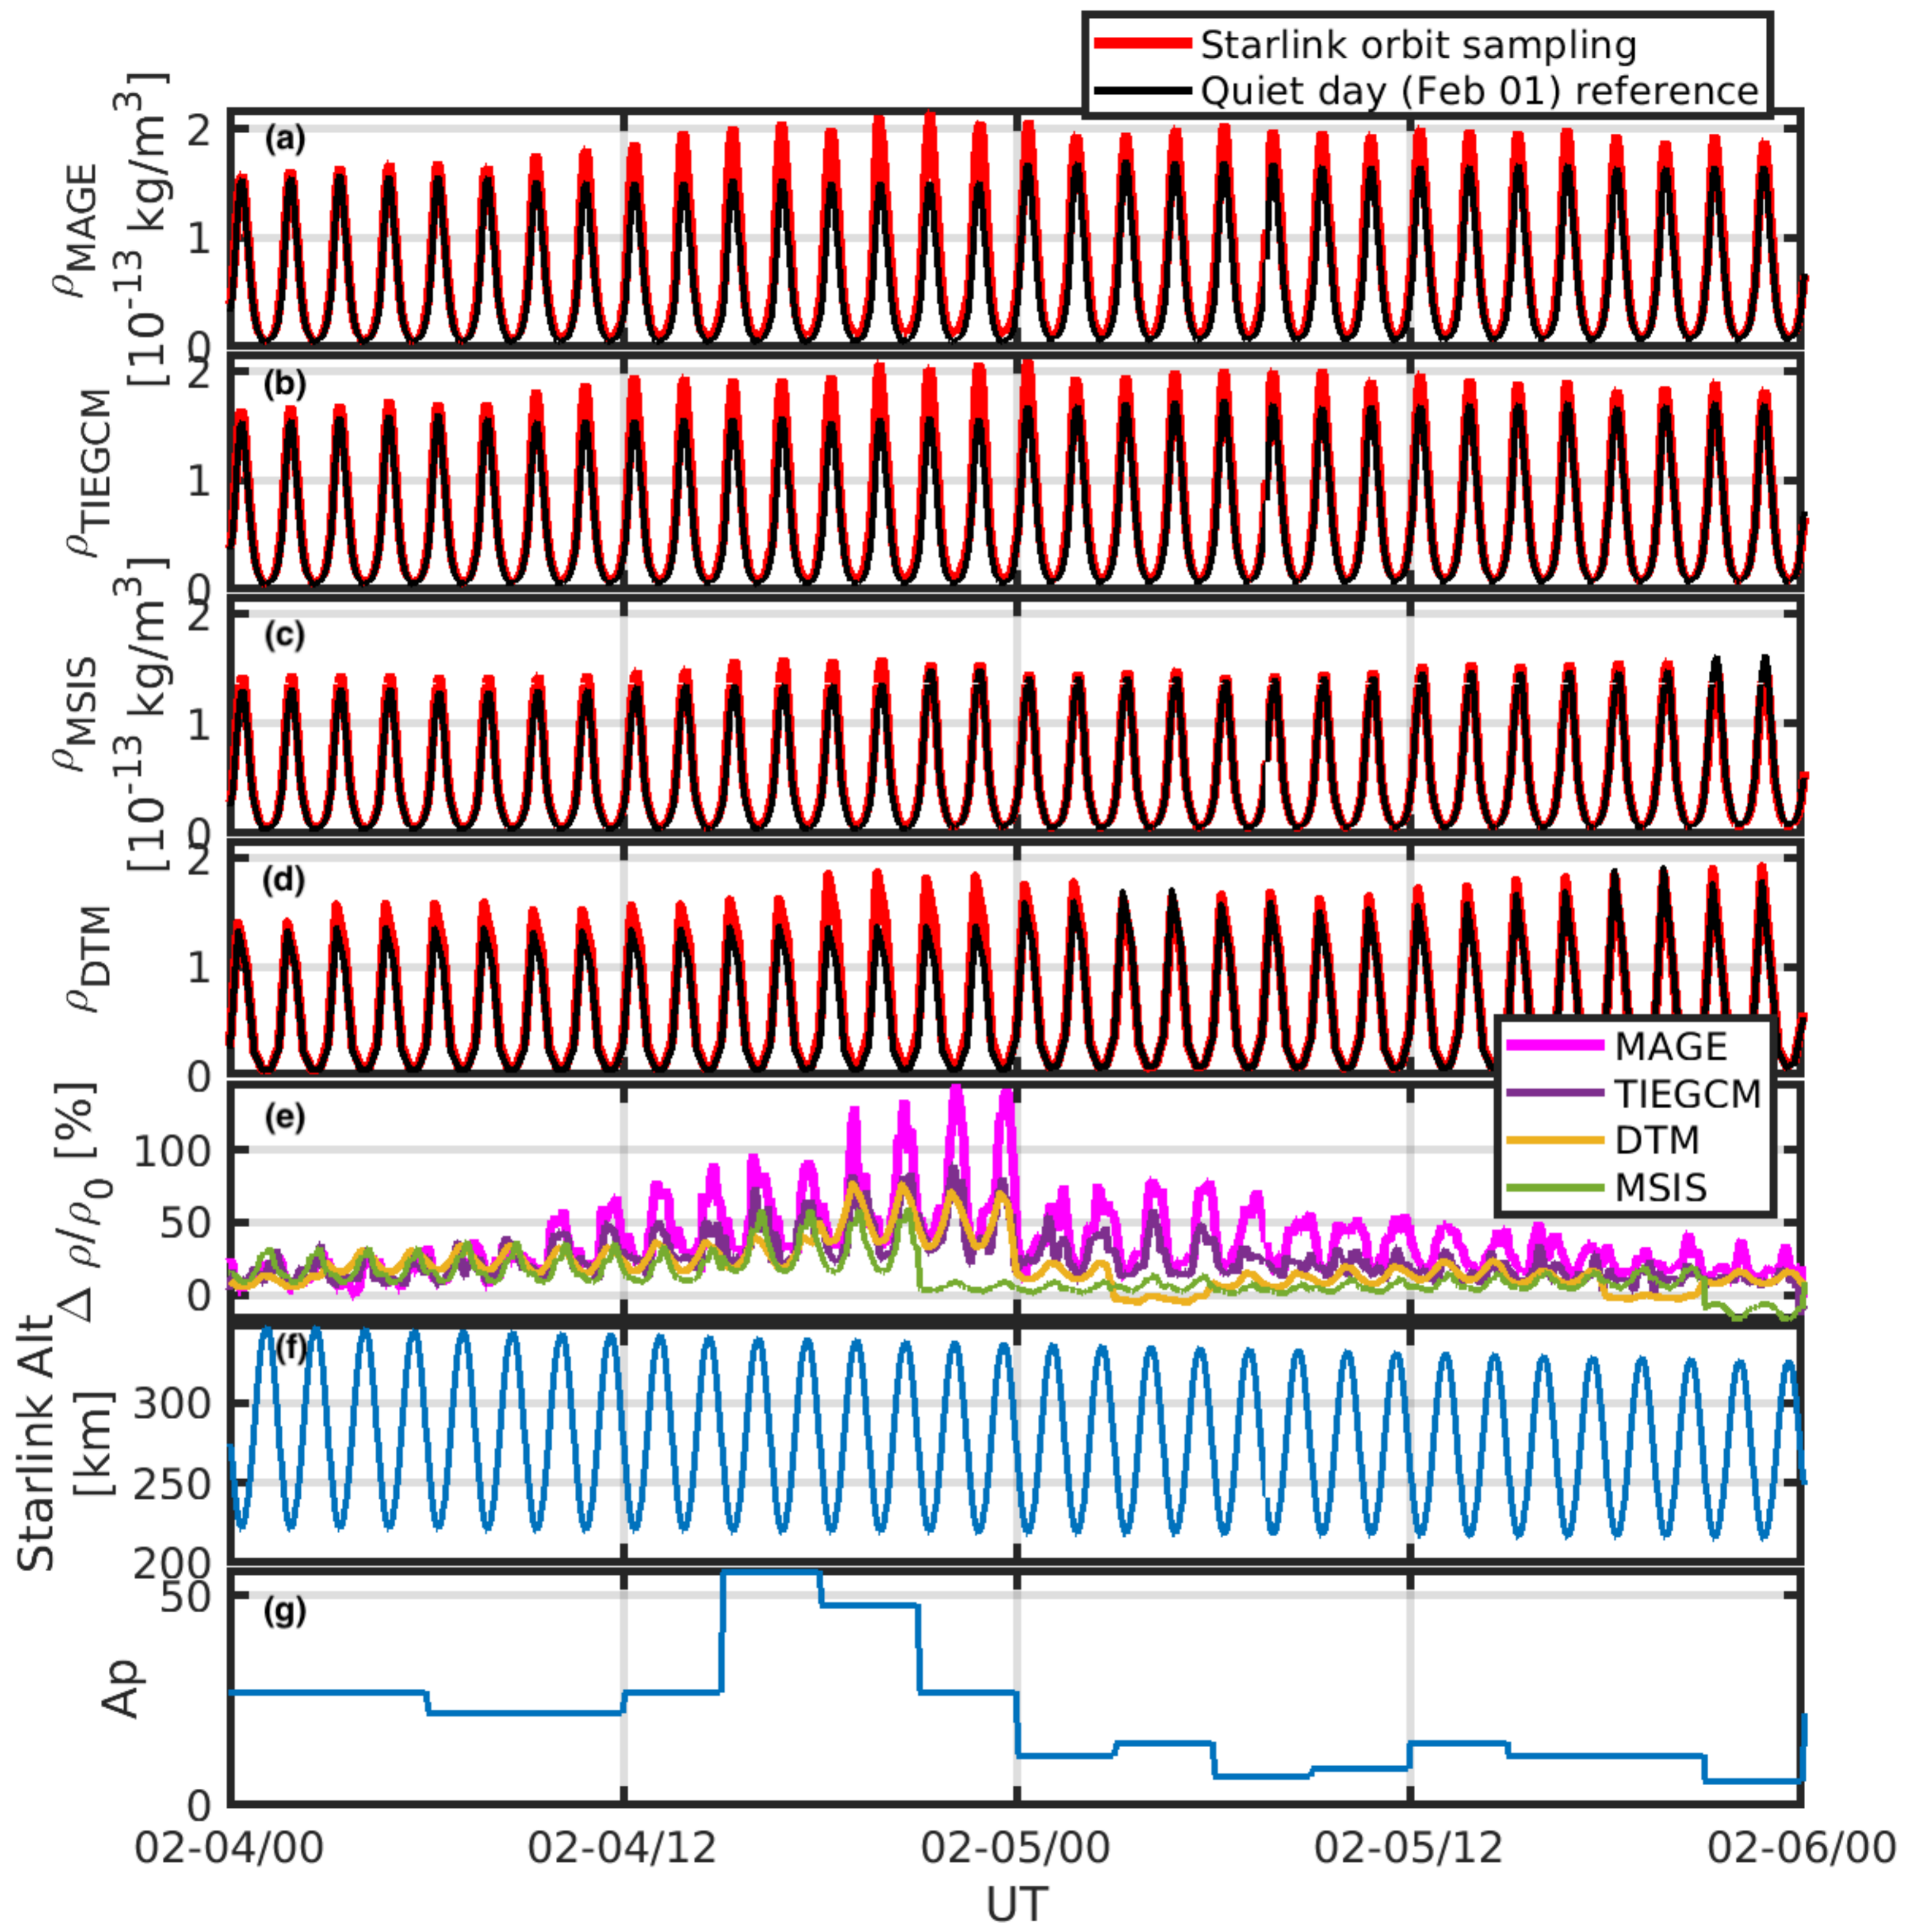 Starlink orbit sampling
Quiet day (Feb 01) reference
(a)
ρMAGE
[10-13 kg/m3]
2
1
0
(b)
ρTIEGCM
2
1
0
(c)
ρMSIS
[10-13 kg/m3]
2
1
0
(d)
ρDTM
2
1
0
MAGE
TIEGCM
DTM
MSIS
(e)
Δ ρ/ρ0 [%]
100
50
0
(f)
Starlink Alt
[km]
300
250
200
(g)
Ap
50
0
02-04/00 02-04/12 02-05/00 02-05/12 02-06/00
UT